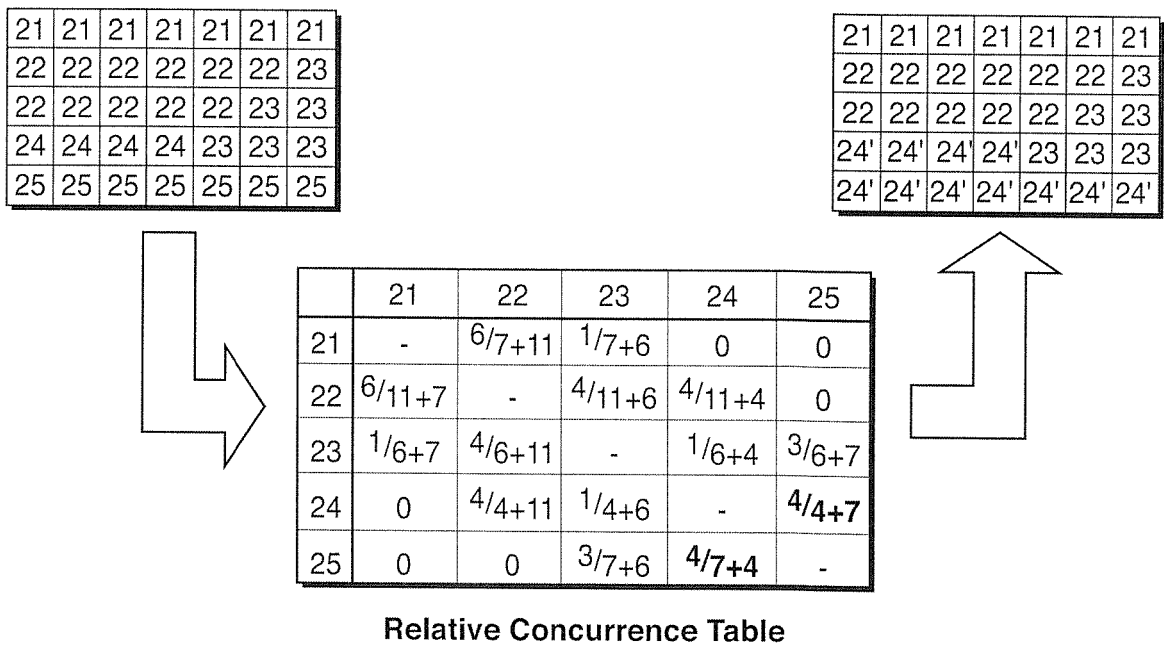 21 21 21 21 21 21 21
22 22 22 22 22 22 23
22 22 22 22 22 23 23
24 24 24 24 23 23 23
25 25 25 25 25 25 25
21 21 21 21 21 21 21
22 22 22 22 22 22 23
22 22 22 22 22 23 23
24' 24' 24' 24' 23 23 23
24' 24' 24' 24' 24' 24' 24'
21 22 23 24 25
21 - 6/7+11 1/7+6 0 0
22 6/11+7 - 4/11+6 4/11+4 0
23 1/6+7 4/6+11 - 1/6+4 3/6+7
24 0 4/4+11 1/4+6 - 4/4+7
25 0 0 3/7+6 4/7+4 -
Relative Concurrence Table